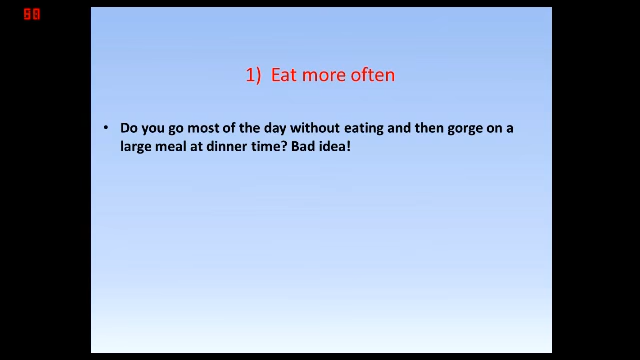 60
1) Eat more often
• Do you go most of the day without eating and then gorge on a
large meal at dinner time? Bad idea!